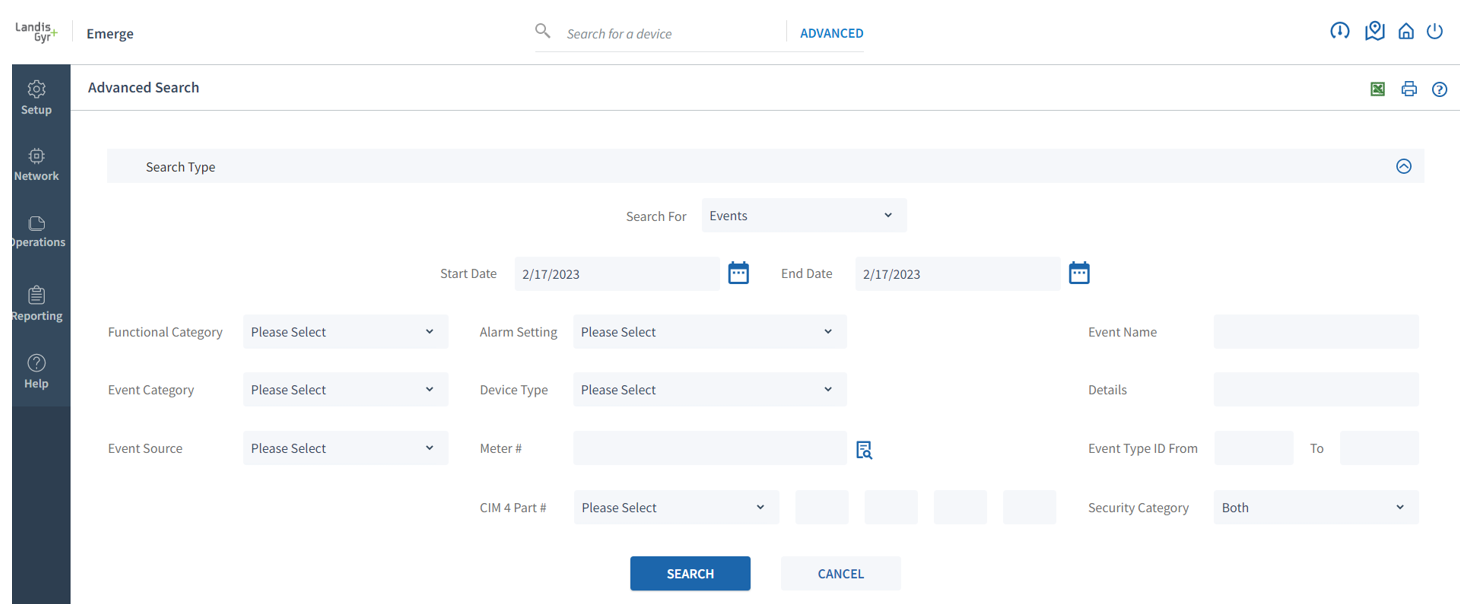 Landis Gyr+
Emerge
Search for a device
ADVANCED
Setup
Network
Operations
Reporting
Help
Advanced Search
Search Type
Search For Events
Start Date 2/17/2023 End Date 2/17/2023
Functional Category Please Select Alarm Setting Please Select Event Name
Event Category Please Select Device Type Please Select Details
Event Source Please Select Meter # Event Type ID From To
CIM 4 Part # Please Select Security Category Both
SEARCH CANCEL